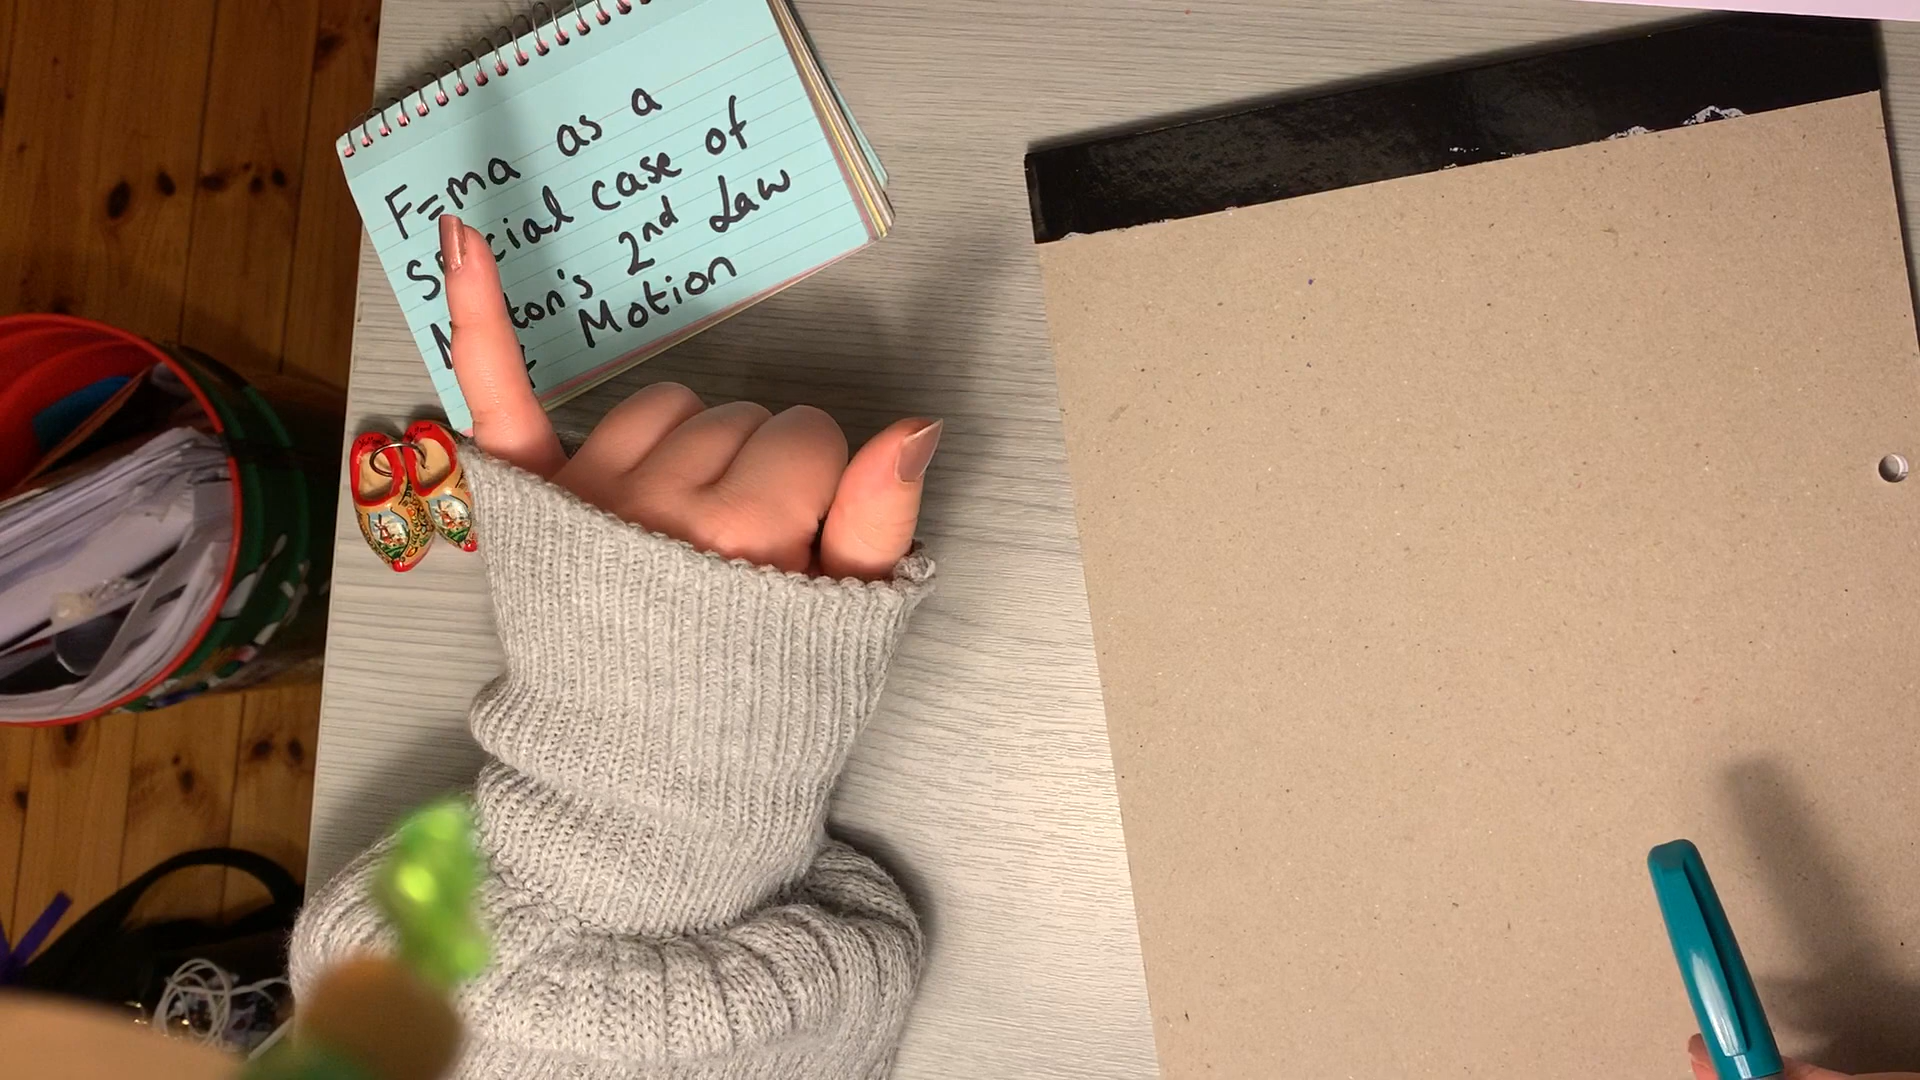 F=ma as a
case of
2nd Law
Motion